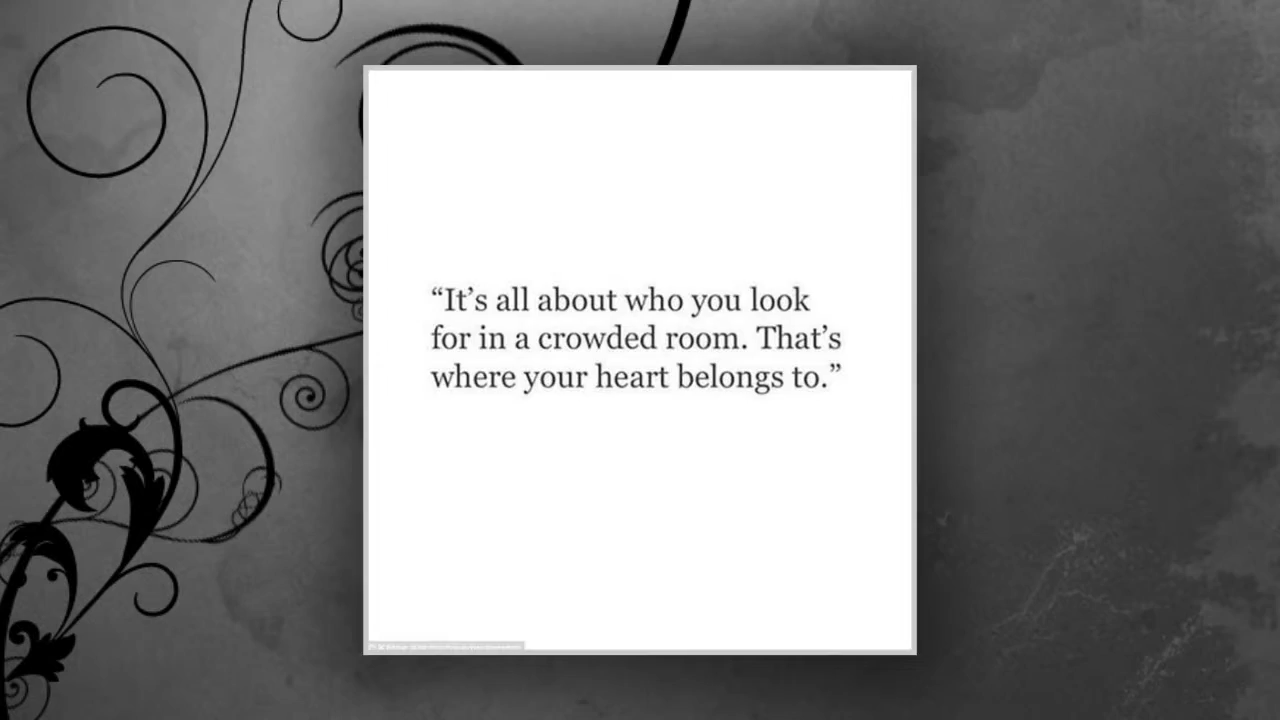 “It’s all about who you look
for in a crowded room. That’s
where your heart belongs to.”